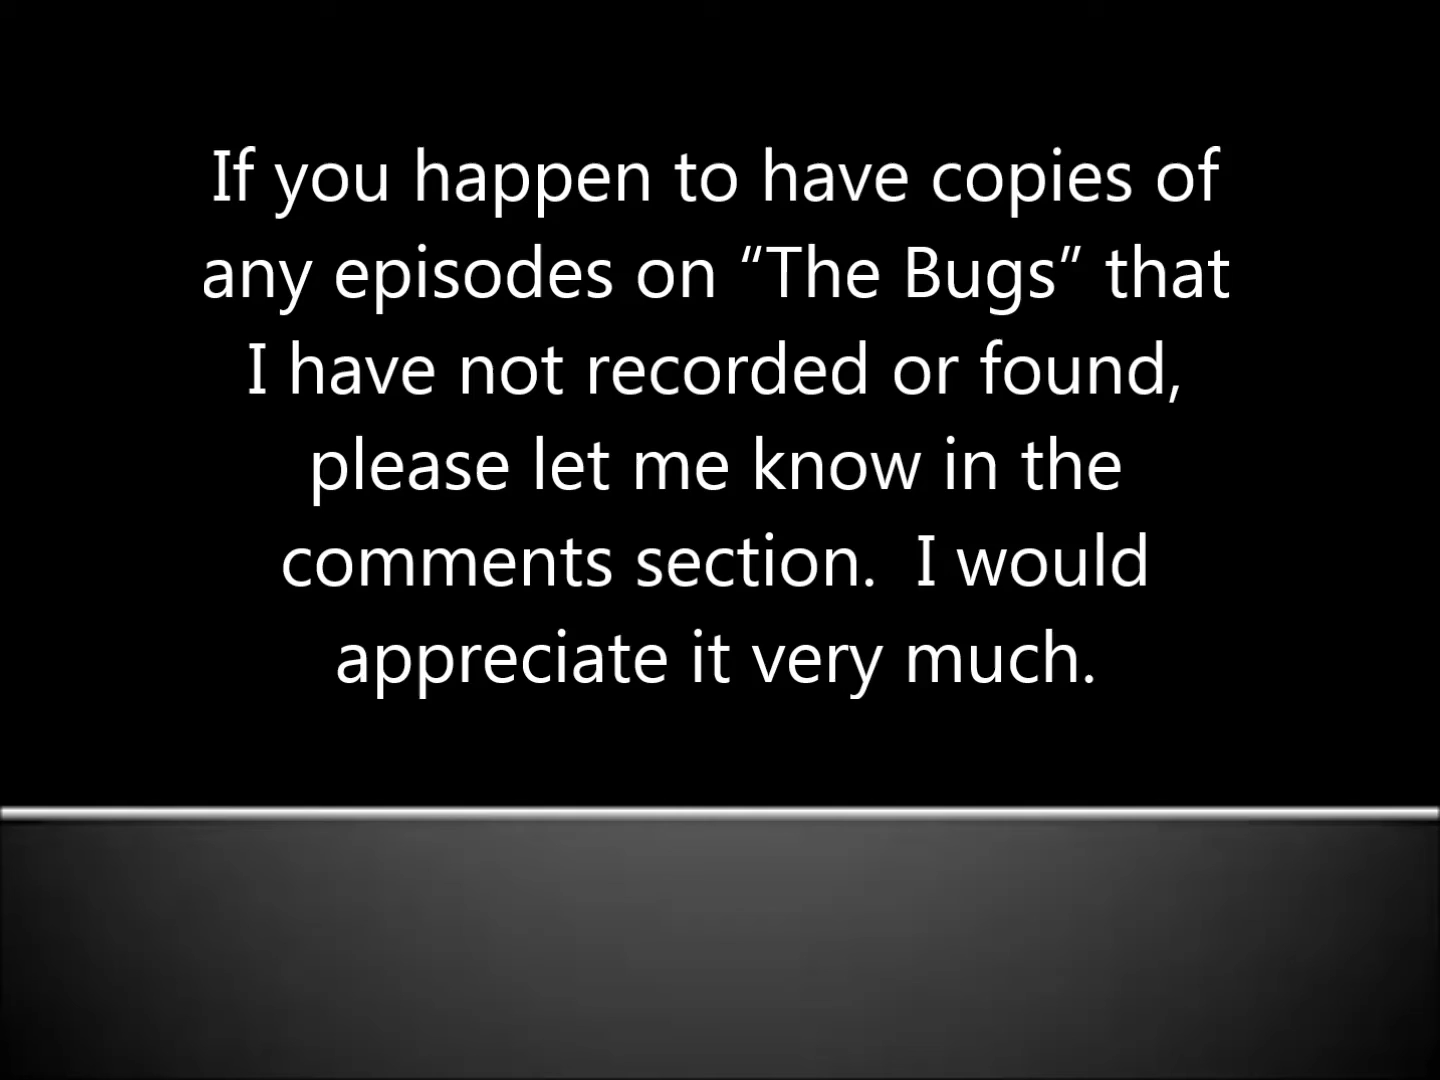 If you happen to have copies of
any episodes on “The Bugs” that
I have not recorded or found,
please let me know in the
comments section.  I would
appreciate it very much.